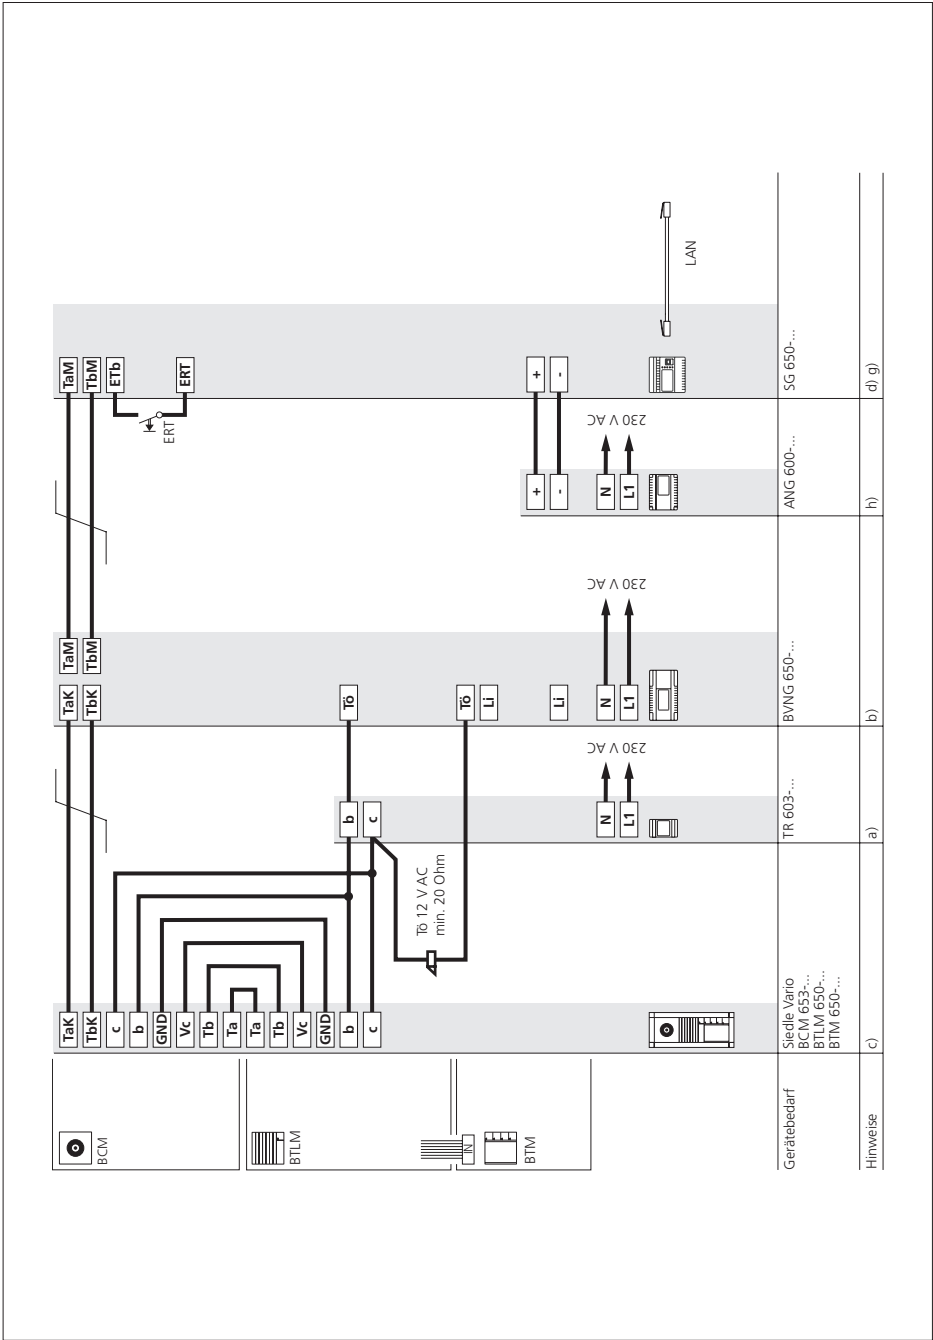 TaK TaK TaM TaM
TbK TbK TbM TbM
BCM
c ETb
b
GND ERT
Vc ERT
Tb
Ta
Ta
Tb
BTLM
Vc
GND
b b Tö
c c
Tö 12 V AC
min. 20 Ohm
IN Tö
Li
BTM
+ +
Li - -
N N N
230 V AC 230 V AC 230 V AC
L1 L1 L1
LAN
Gerätebedarf Siedle Vario TR 603-... BVNG 650-... ANG 600-... SG 650-...
BCM 653-...
BTLM 650-...
BTM 650-...
Hinweise c) a) b) h) d) g)